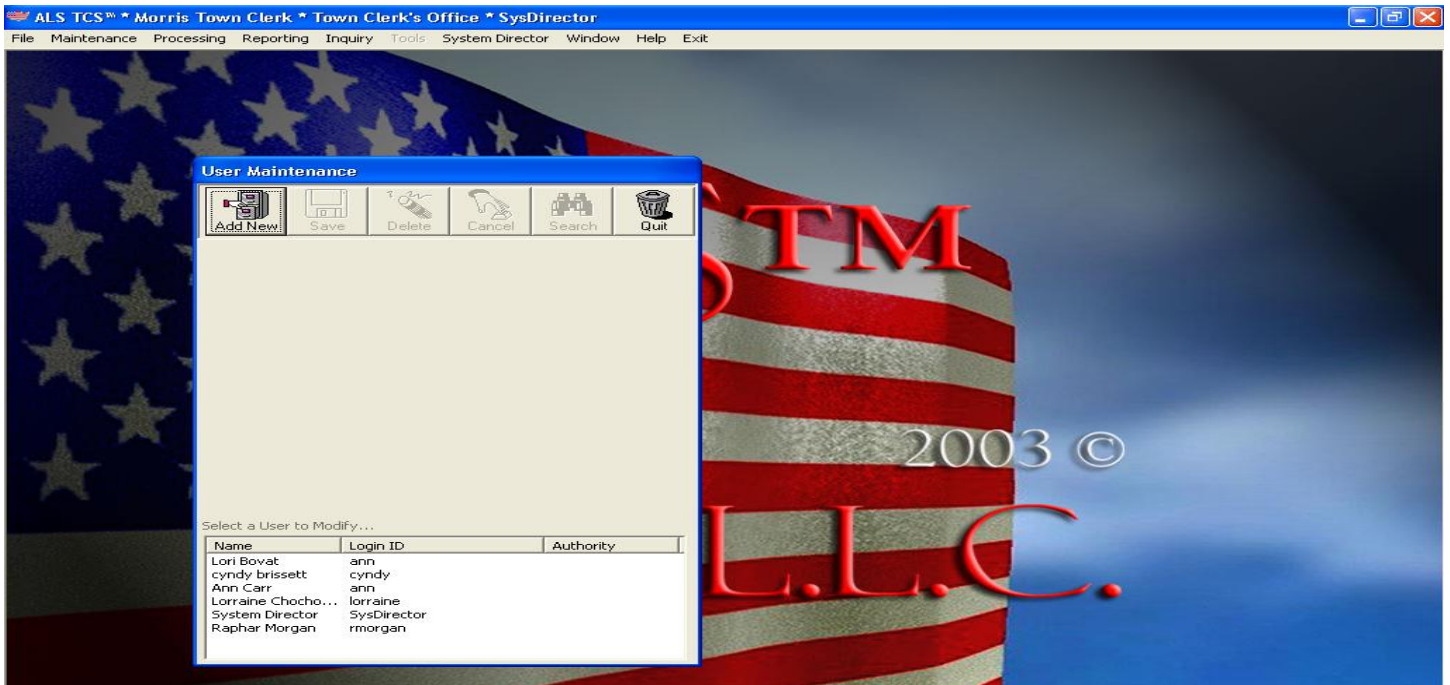 ALS TCS™ * Morris Town Clerk * Town Clerk's Office * SysDirector
File Maintenance Processing Reporting Inquiry Tools System Director Window Help Exit
User Maintenance
Add New Save Delete Cancel Search Quit
STM
2003 ©
L.L.C.
Select a User to Modify...
Name Login ID Authority
Lori Bovat ann
cyndy brissett cyndy
Ann Carr ann
Lorraine Chocho... lorraine
System Director SysDirector
Raphar Morgan rmorgan